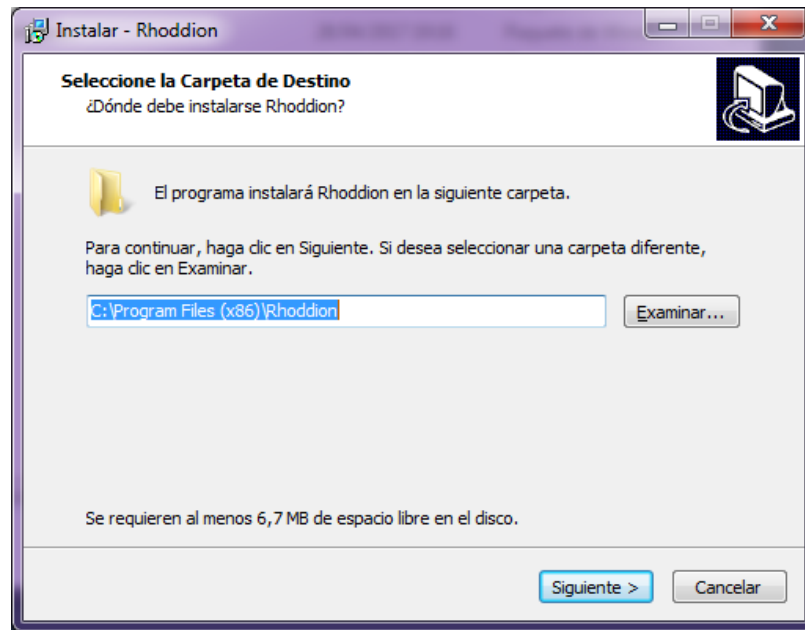 Instalar - Rhoddion
Seleccione la Carpeta de Destino
¿Dónde debe instalarse Rhoddion?
El programa instalará Rhoddion en la siguiente carpeta.
Para continuar, haga clic en Siguiente. Si desea seleccionar una carpeta diferente,
haga clic en Examinar.
C:\Program Files (x86)\Rhoddion
Examinar...
Se requieren al menos 6,7 MB de espacio libre en el disco.
Siguiente >
Cancelar